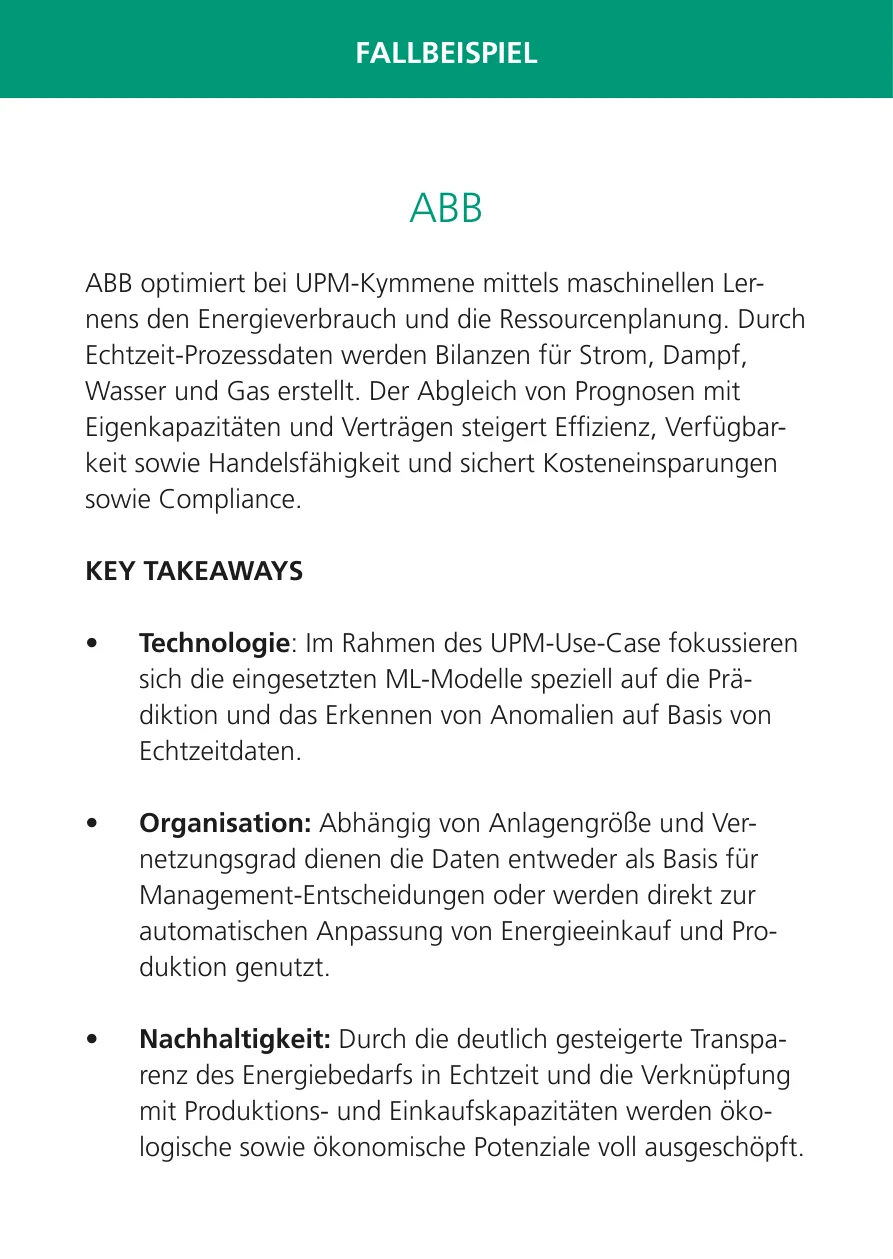 FALLBEISPIEL
ABB
ABB optimiert bei UPM-Kymmene mittels maschinellen Ler-
nens den Energieverbrauch und die Ressourcenplanung. Durch
Echtzeit-Prozessdaten werden Bilanzen für Strom, Dampf,
Wasser und Gas erstellt. Der Abgleich von Prognosen mit
Eigenkapazitäten und Verträgen steigert Effizienz, Verfügbar-
keit sowie Handelsfähigkeit und sichert Kosteneinsparungen
sowie Compliance.
KEY TAKEAWAYS
• Technologie: Im Rahmen des UPM-Use-Case fokussieren
sich die eingesetzten ML-Modelle speziell auf die Prä-
diktion und das Erkennen von Anomalien auf Basis von
Echtzeitdaten.
• Organisation: Abhängig von Anlagengröße und Ver-
netzungsgrad dienen die Daten entweder als Basis für
Management-Entscheidungen oder werden direkt zur
automatischen Anpassung von Energieeinkauf und Pro-
duktion genutzt.
• Nachhaltigkeit: Durch die deutlich gesteigerte Transpa-
renz des Energiebedarfs in Echtzeit und die Verknüpfung
mit Produktions- und Einkaufskapazitäten werden öko-
logische sowie ökonomische Potenziale voll ausgeschöpft.